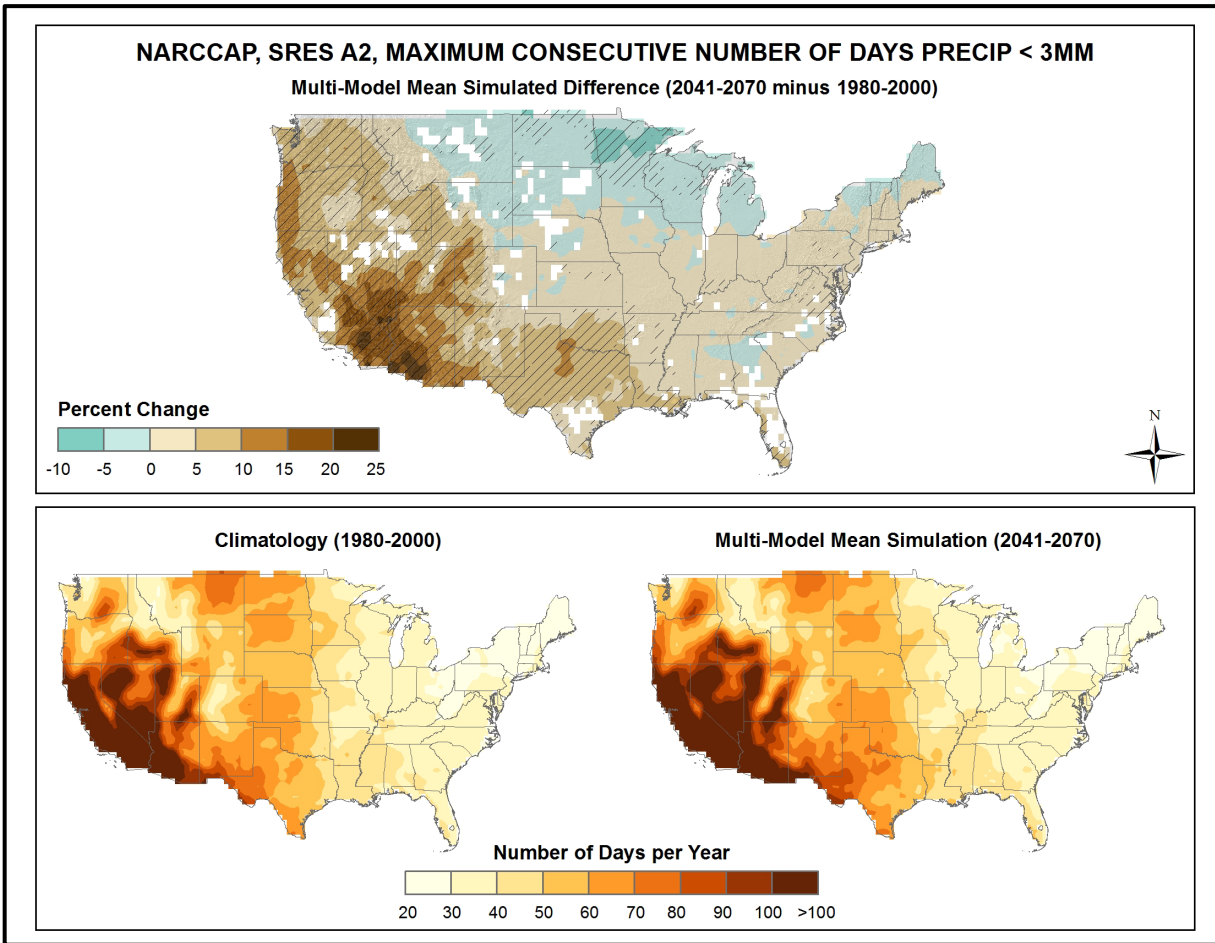 NARCCAP, SRES A2, MAXIMUM CONSECUTIVE NUMBER OF DAYS PRECIP < 3MM
Multi-Model Mean Simulated Difference (2041-2070 minus 1980-2000)
Percent Change
-10 -5 0 5 10 15 20 25
N
Climatology (1980-2000)
Multi-Model Mean Simulation (2041-2070)
Number of Days per Year
20 30 40 50 60 70 80 90 100 >100